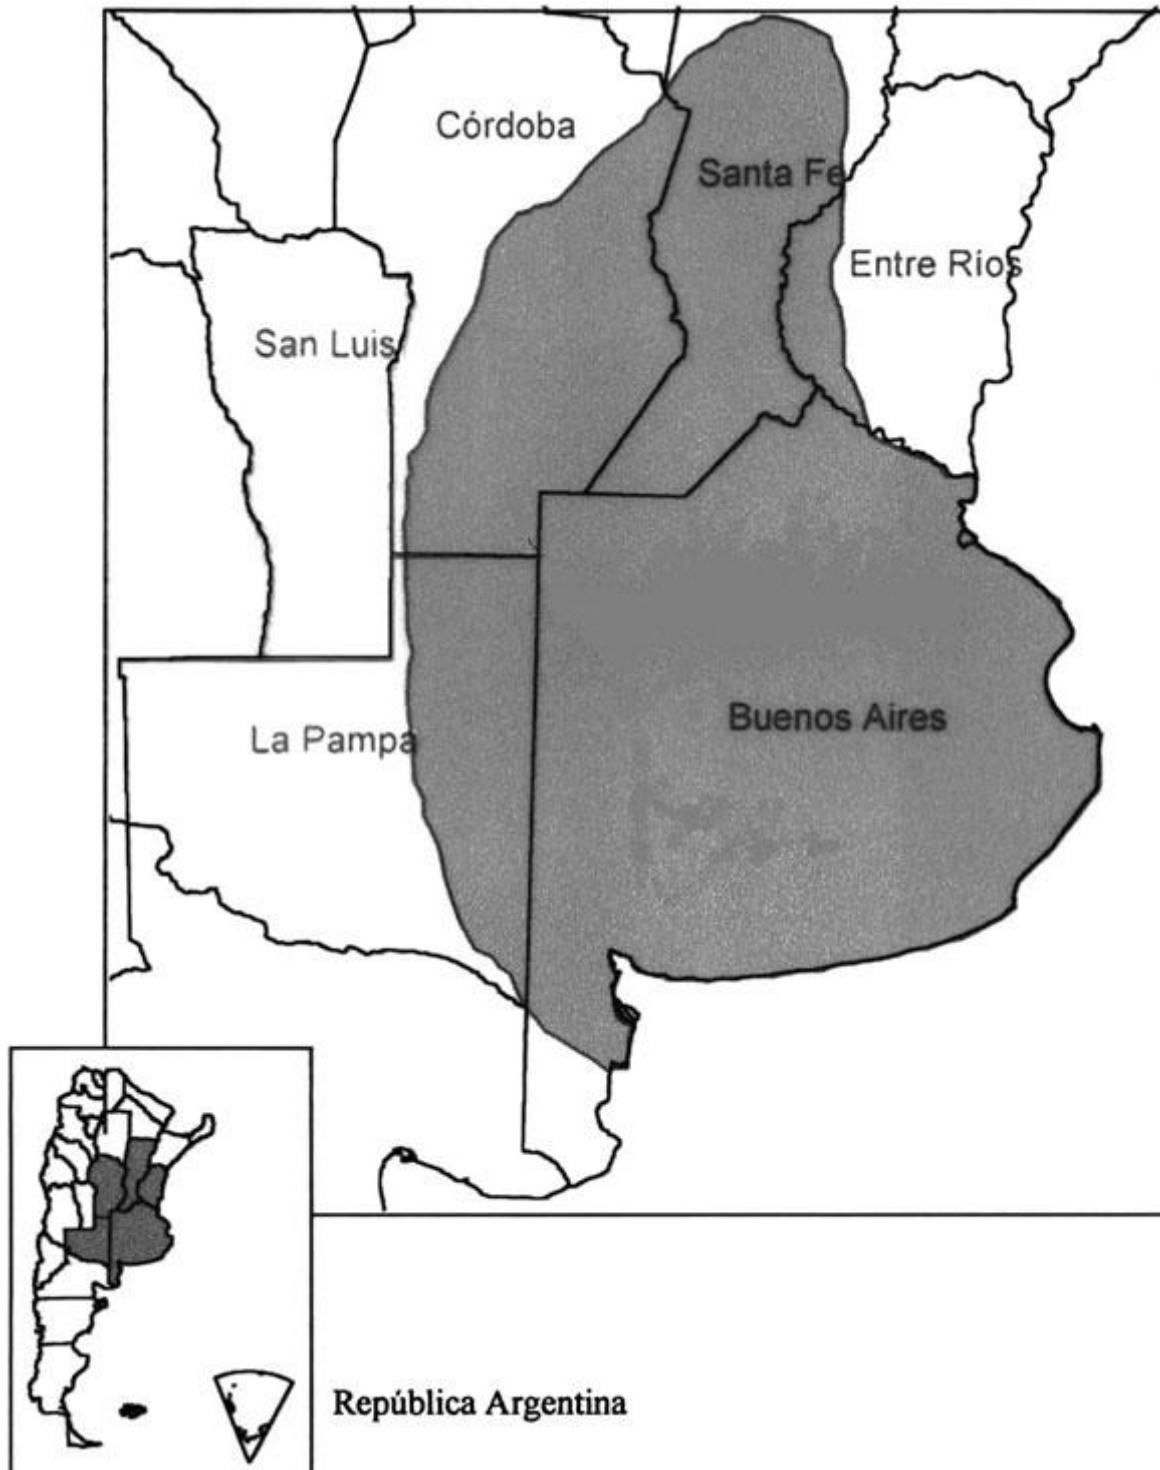 Córdoba
Santa Fe
Entre Ríos
San Luis
La Pampa
Buenos Aires
República Argentina